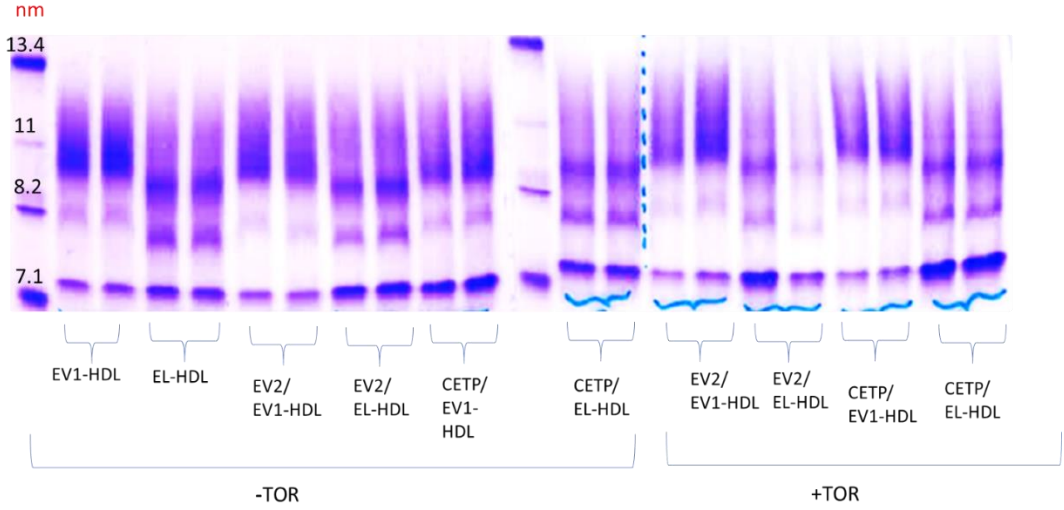 nm
13.4
11
8.2
7.1
EV1-HDL
EL-HDL
EV2/
EV1-HDL
EV2/
EL-HDL
CETP/
EV1-
HDL
CETP/
EL-HDL
EV2/
EV1-HDL
EV2/
EL-HDL
CETP/
EV1-HDL
CETP/
EL-HDL
-TOR
+TOR